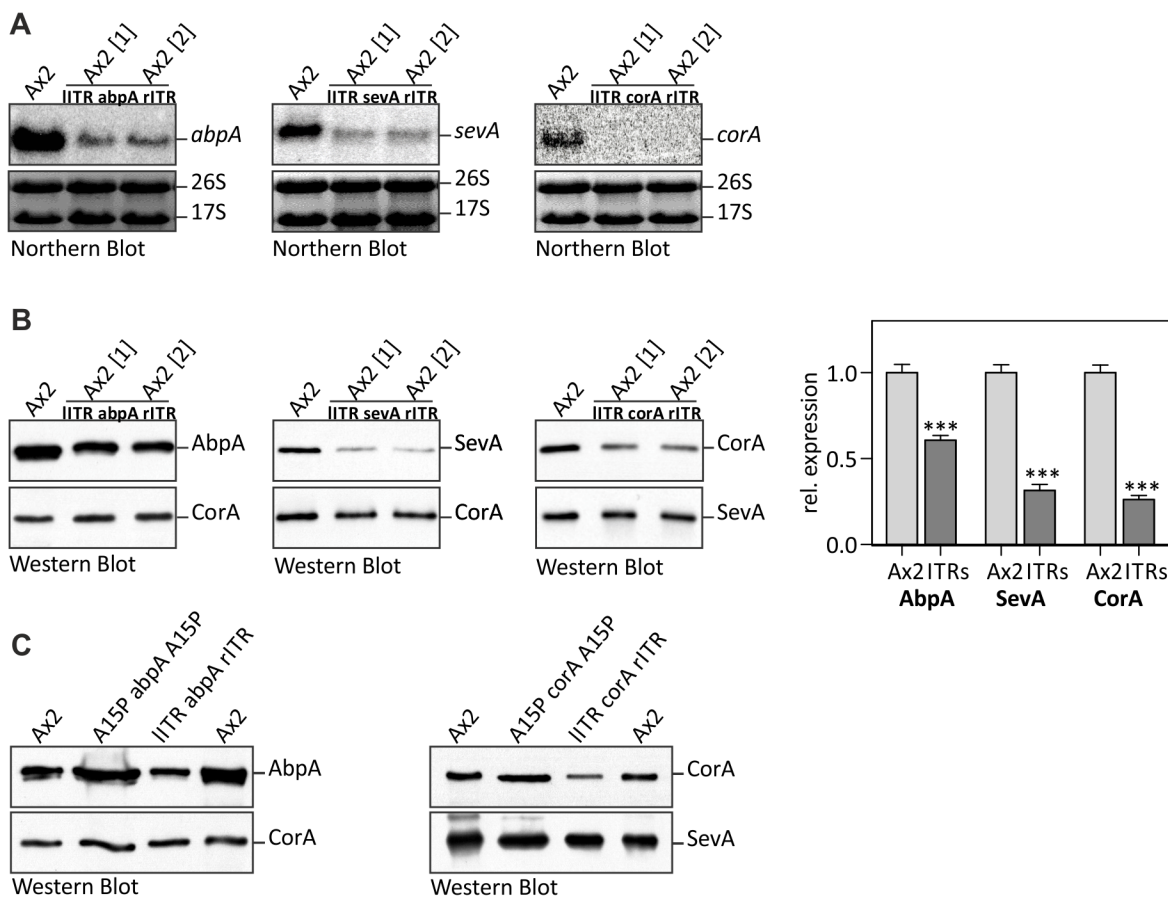 A
Ax2 Ax2 [1] Ax2 [2] Ax2 Ax2 [1] Ax2 [2] Ax2 Ax2 [1] Ax2 [2]
lITR abpA rITR lITR sevA rITR lITR corA rITR
abpA sevA corA
26S 26S 26S
17S 17S 17S
Northern Blot Northern Blot Northern Blot
B
Ax2 Ax2 [1] Ax2 [2] Ax2 Ax2 [1] Ax2 [2] Ax2 Ax2 [1] Ax2 [2]
lITR abpA rITR lITR sevA rITR lITR corA rITR
AbpA SevA CorA
CorA CorA SevA
Western Blot Western Blot Western Blot
rel. expression
1.0
0.5
0.0
*** *** ***
Ax2 ITRs Ax2 ITRs Ax2 ITRs
AbpA SevA CorA
C
Ax2 A15P abpA A15P lITR abpA rITR Ax2 Ax2 A15P corA A15P lITR corA rITR Ax2
AbpA CorA
CorA SevA
Western Blot Western Blot